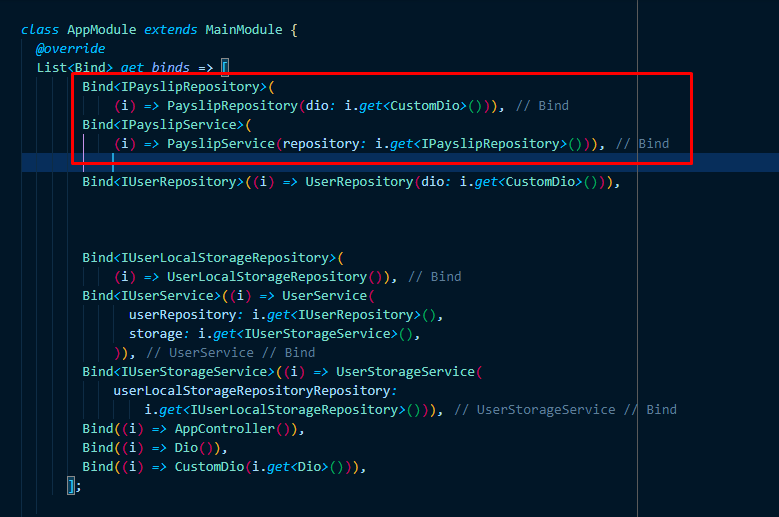 class AppModule extends MainModule {
@override
List<Bind> get binds => [
Bind<IPayslipRepository>(
(i) => PayslipRepository(dio: i.get<CustomDio>())), // Bind
Bind<IPayslipService>(
(i) => PayslipService(repository: i.get<IPayslipRepository>())), // Bind
Bind<IUserRepository>((i) => UserRepository(dio: i.get<CustomDio>())),
Bind<IUserLocalStorageRepository>(
(i) => UserLocalStorageRepository()), // Bind
Bind<IUserService>((i) => UserService(
userRepository: i.get<IUserRepository>(),
storage: i.get<IUserStorageService>(),
)), // UserService // Bind
Bind<IUserStorageService>((i) => UserStorageService(
userLocalStorageRepositoryRepository:
i.get<IUserLocalStorageRepository>())), // UserStorageService // Bind
Bind((i) => AppController()),
Bind((i) => Dio()),
Bind((i) => CustomDio(i.get<Dio>())),
];